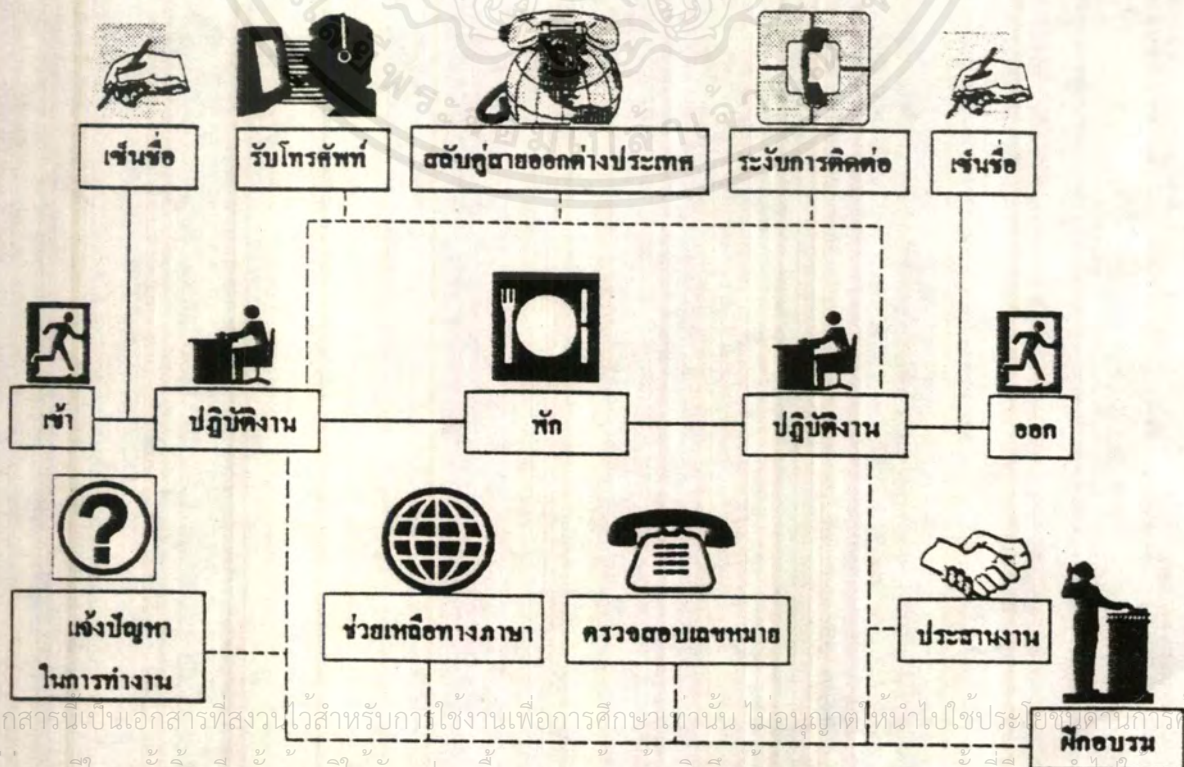 เซ็นชื่อ
รับโทรศัพท์
สลับคู่สายออกต่างประเทศ
ระงับการติดต่อ
เซ็นชื่อ
เข้า
ปฏิบัติงาน
พัก
ปฏิบัติงาน
ออก
แจ้งปัญหา
ในการทำงาน
ช่วยเหลือทางภาษา
ตรวจสอบเลขหมาย
ประสานงาน
ฝึกอบรม
กสารนี้เป็นเอกสารที่สงวนไว้สำหรับการใช้งานเพื่อการศึกษาเท่านั้น ไม่อนุญาตให้นำไปใช้ประโยชน์ด้านการ